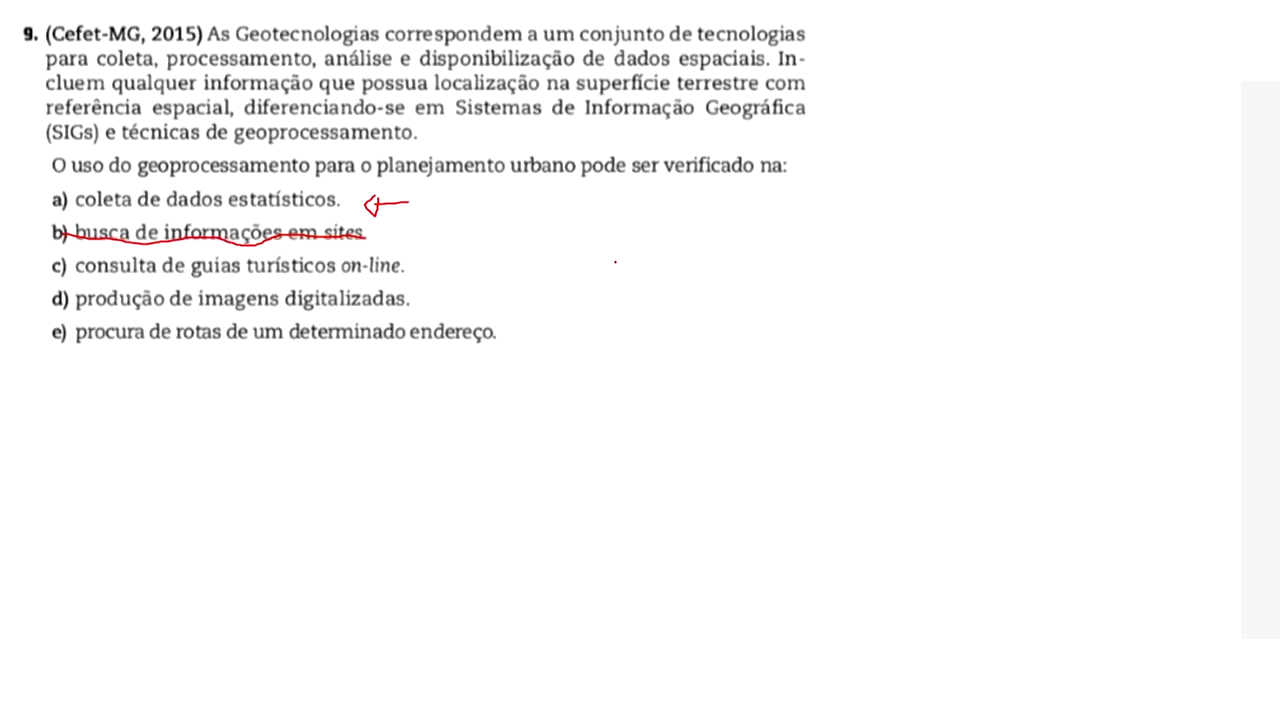 9. (Cefet-MG, 2015) As Geotecnologias correspondem a um conjunto de tecnologias
para coleta, processamento, análise e disponibilização de dados espaciais. In-
cluem qualquer informação que possua localização na superfície terrestre com
referência espacial, diferenciando-se em Sistemas de Informação Geográfica
(SIGs) e técnicas de geoprocessamento.
O uso do geoprocessamento para o planejamento urbano pode ser verificado na:
a) coleta de dados estatísticos.
b) busca de informações em sites.
c) consulta de guias turísticos on-line.
d) produção de imagens digitalizadas.
e) procura de rotas de um determinado endereço.